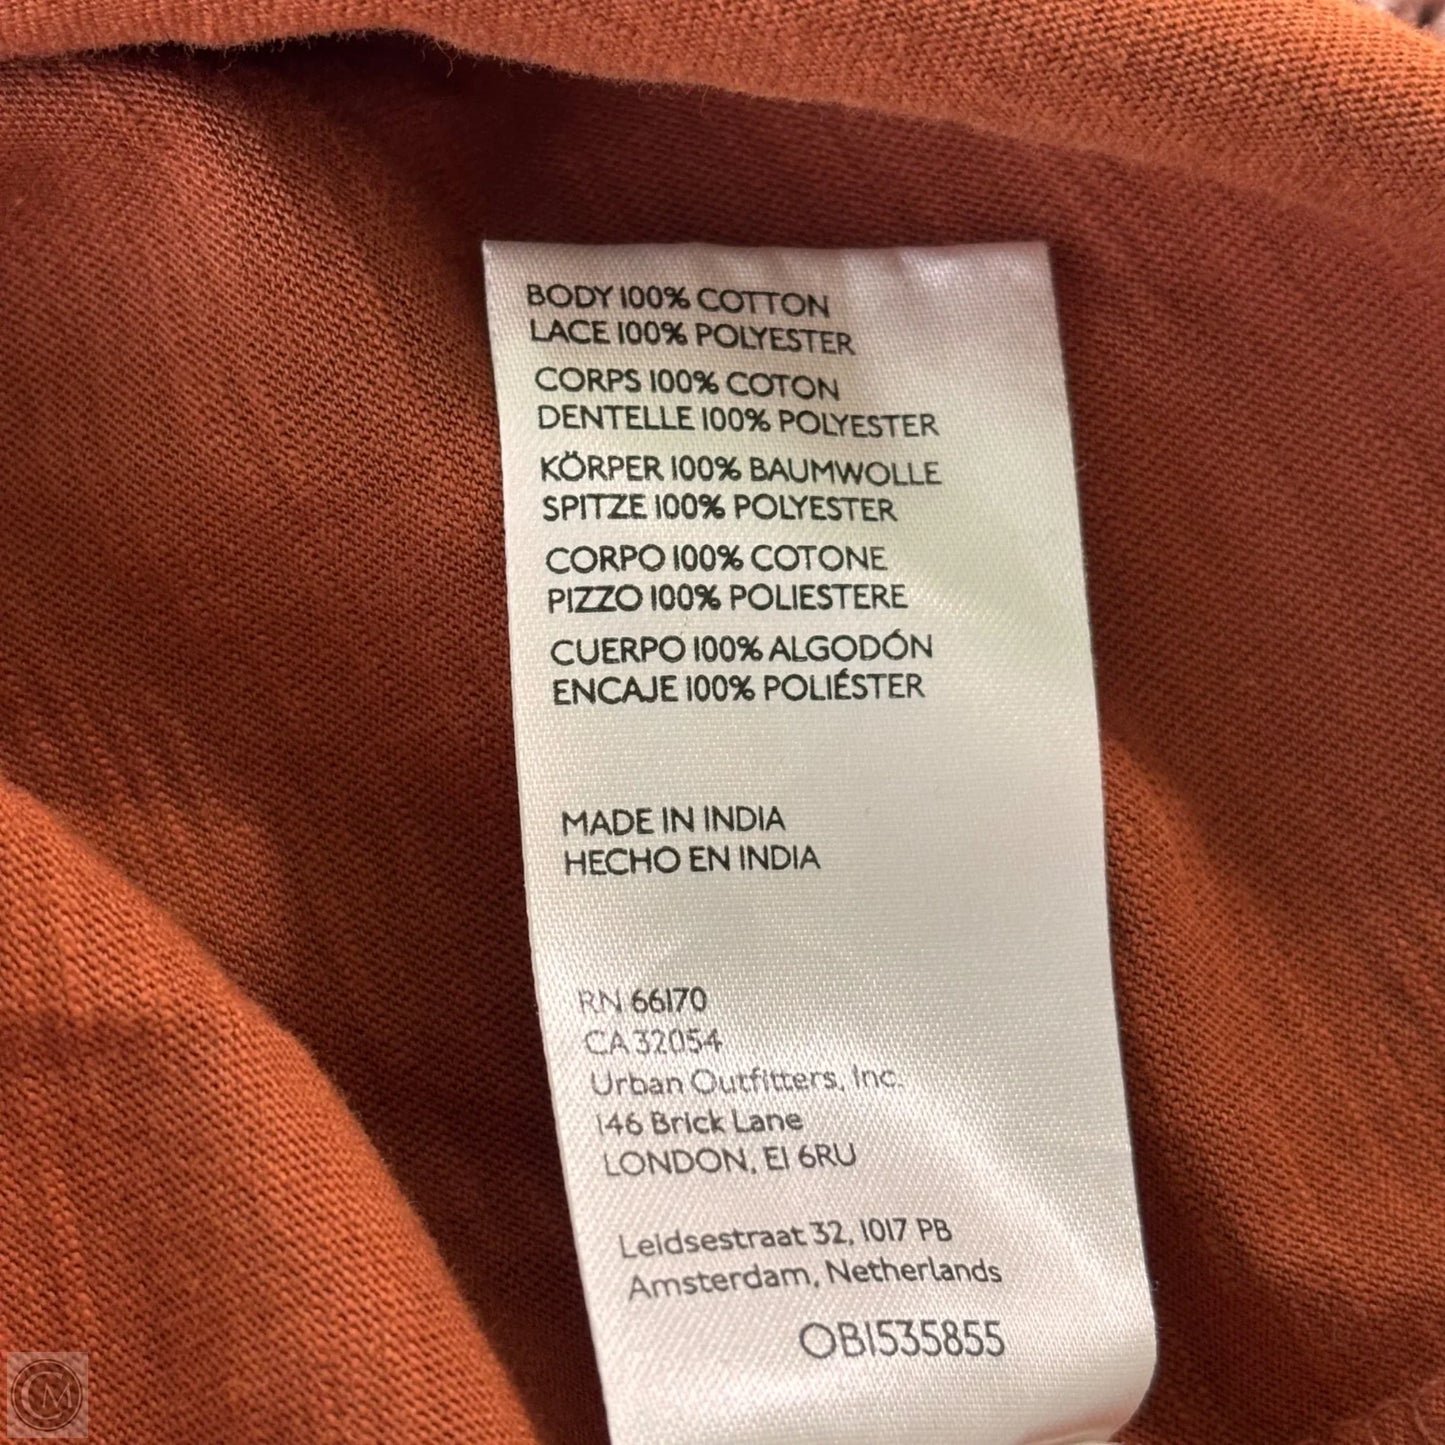 BODY 100% COTTON
LACE 100% POLYESTER
CORPS 100% COTON
DENTELLE 100% POLYESTER
KÖRPER 100% BAUMWOLLE
SPITZE 100% POLYESTER
CORPO 100% COTONE
PIZZO 100% POLIESTERE
CUERPO 100% ALGODÓN
ENCAJE 100% POLIÉSTER
MADE IN INDIA
HECHO EN INDIA
RN 66170
CA 32054
Urban Outfitters, Inc.
146 Brick Lane
LONDON, E1 6RU
Leidsestraat 32, 1017 PB
Amsterdam, Netherlands
OB1535855
CM